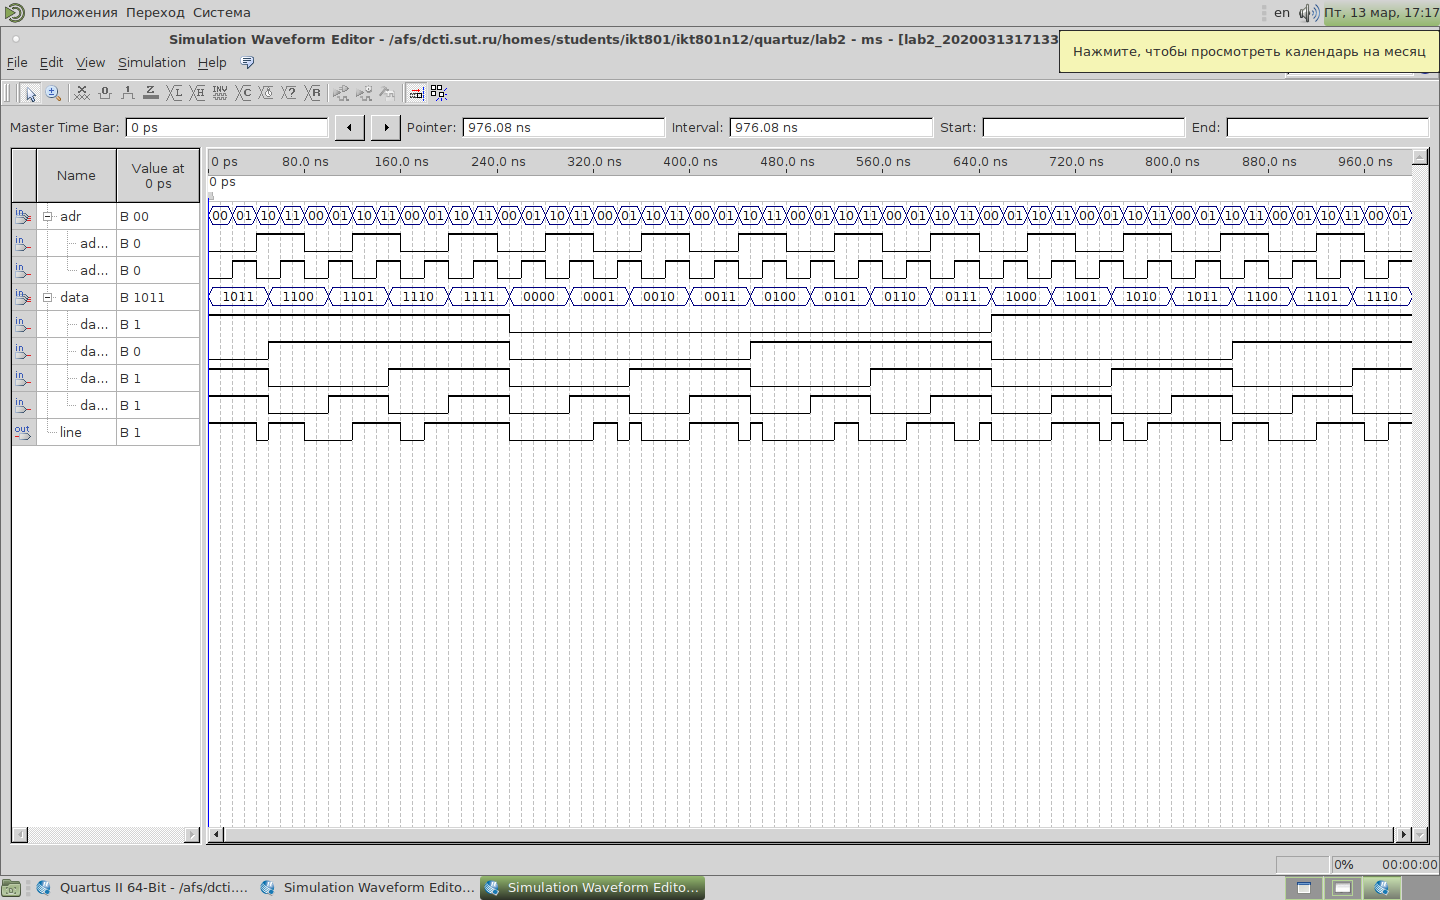 Приложения Переход Система
en Пт, 13 мар, 17:17
Simulation Waveform Editor - /afs/dcti.sut.ru/homes/students/ikt801/ikt801n12/quartuz/lab2 - ms - [lab2_2020031317133
Нажмите, чтобы просмотреть календарь на месяц
File Edit View Simulation Help
Master Time Bar: 0 ps Pointer: 976.08 ns Interval: 976.08 ns Start: End:
Name Value at 0 ps
0 ps 80.0 ns 160.0 ns 240.0 ns 320.0 ns 400.0 ns 480.0 ns 560.0 ns 640.0 ns 720.0 ns 800.0 ns 880.0 ns 960.0 ns
0 ps
in adr B 00 00 01 10 11 00 01 10 11 00 01 10 11 00 01 10 11 00 01 10 11 00 01 10 11 00 01 10 11 00 01 10 11 00 01 10 11 00 01 10 11 00 01 10 11 00 01 10 11 00 01
in ad... B 0
in ad... B 0
in data B 1011 1011 1100 1101 1110 1111 0000 0001 0010 0011 0100 0101 0110 0111 1000 1001 1010 1011 1100 1101 1110
in da... B 1
in da... B 0
in da... B 1
in da... B 1
out line B 1
0% 00:00:00
Quartus II 64-Bit - /afs/dcti.... Simulation Waveform Edito... Simulation Waveform Edito...